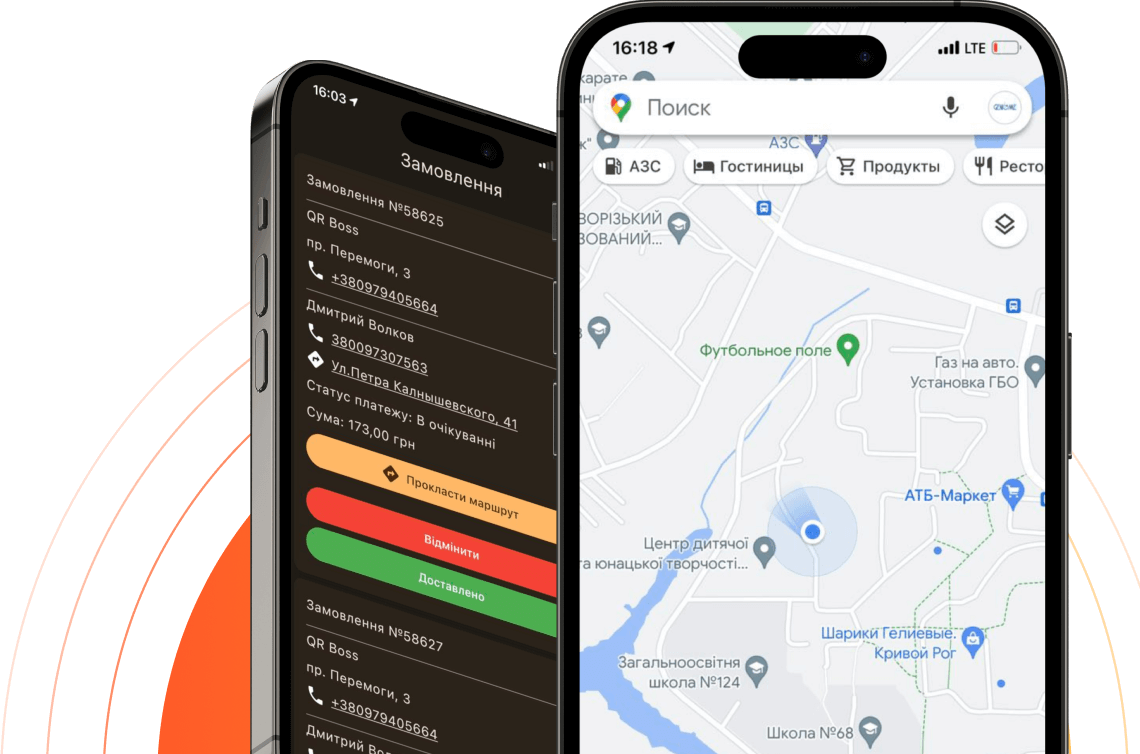 16:03
Замовлення
Замовлення №58625
QR Boss
пр. Перемоги, 3
+380979405664
Дмитрий Волков
380097307563
Ул.Петра Калнышевского, 41
Статус платежу: В очікуванні
Сума: 173,00 грн
Прокласти маршрут
Відмінити
Доставлено
Замовлення №58627
QR Boss
пр. Перемоги, 3
+380979405664
Дмитрий Вол
16:18
LTE
карате
Поиск
АЗС
АЗС
Гостиницы
Продукты
Ресто
ВОРІЗЬКИЙ
ЗОВАНИЙ...
Футбольное поле
Газ на авто.
Установка ГБО
АТБ-Маркет
Центр дитячої
та юнацької творчості...
Шарики Гелиевые.
Кривой Рог
Загальноосвітня
школа №124
Школа №68